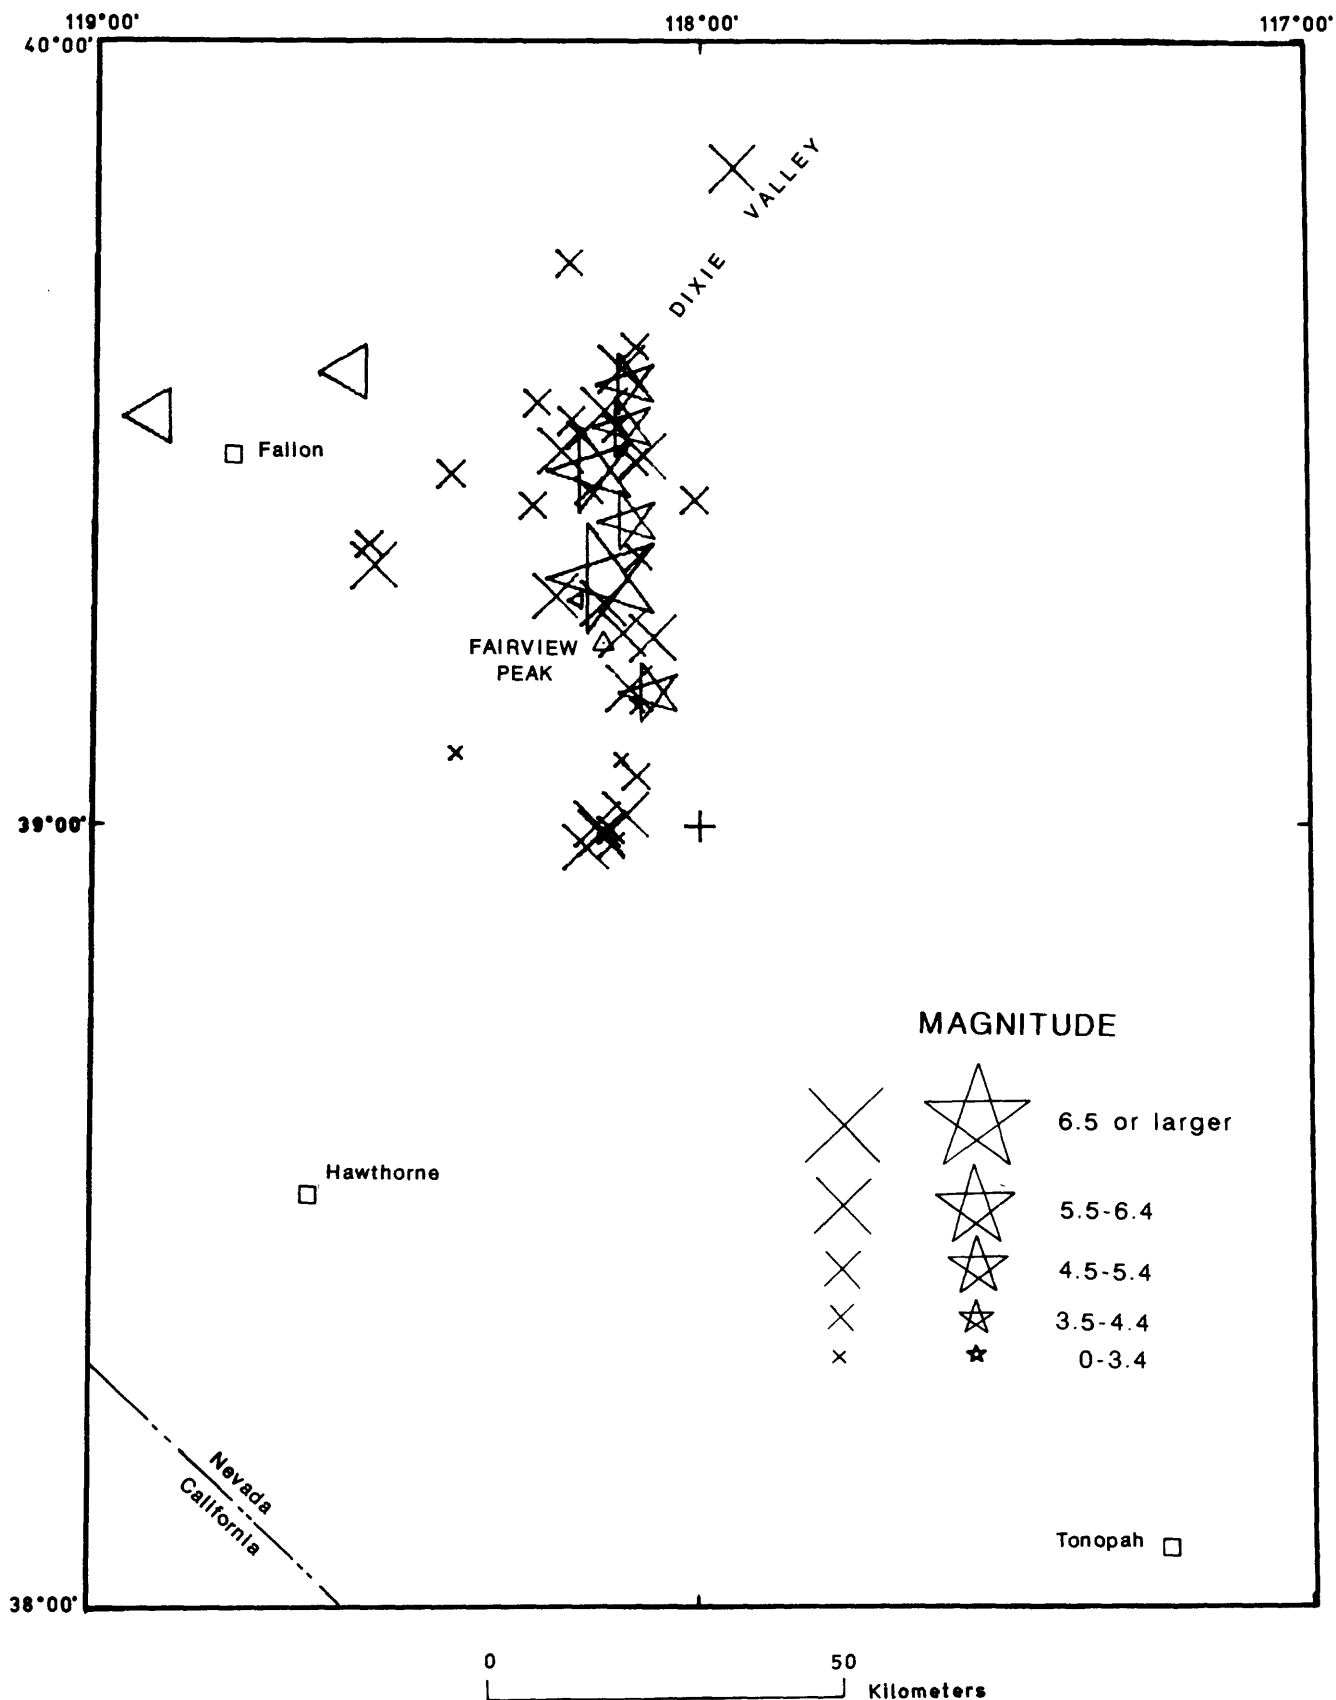 119°00'
118°00'
117°00'
40°00'
DIXIE VALLEY
Fallon
FAIRVIEW
PEAK
39°00'
MAGNITUDE
6.5 or larger
5.5-6.4
4.5-5.4
3.5-4.4
0-3.4
Hawthorne
Nevada
California
Tonopah
38°00'
0
50
Kilometers